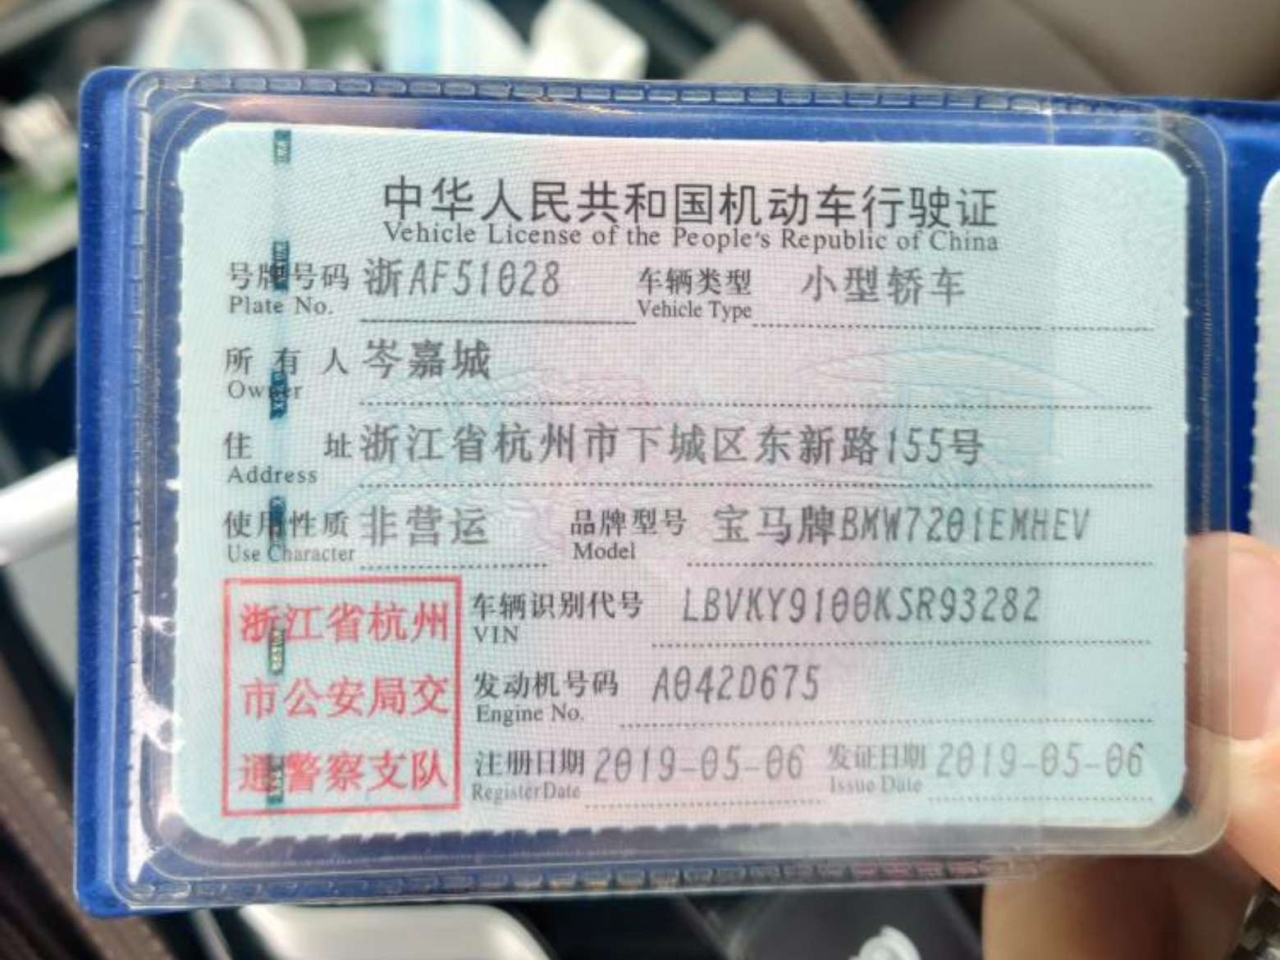 中华人民共和国机动车行驶证
Vehicle License of the People's Republic of China
号牌号码 浙AF51028 车辆类型 小型轿车
Plate No. Vehicle Type
所有人 岑嘉城
Owner
住址 浙江省杭州市下城区东新路155号
Address
使用性质 非营运 品牌型号 宝马牌BMW7201EMHEV
Use Character Model
浙江省杭州
市公安局交
通警察支队
车辆识别代号 LBVKY9100KSR93282
VIN
发动机号码 A042D675
Engine No.
注册日期 2019-05-06 发证日期 2019-05-06
Register Date Issue Date